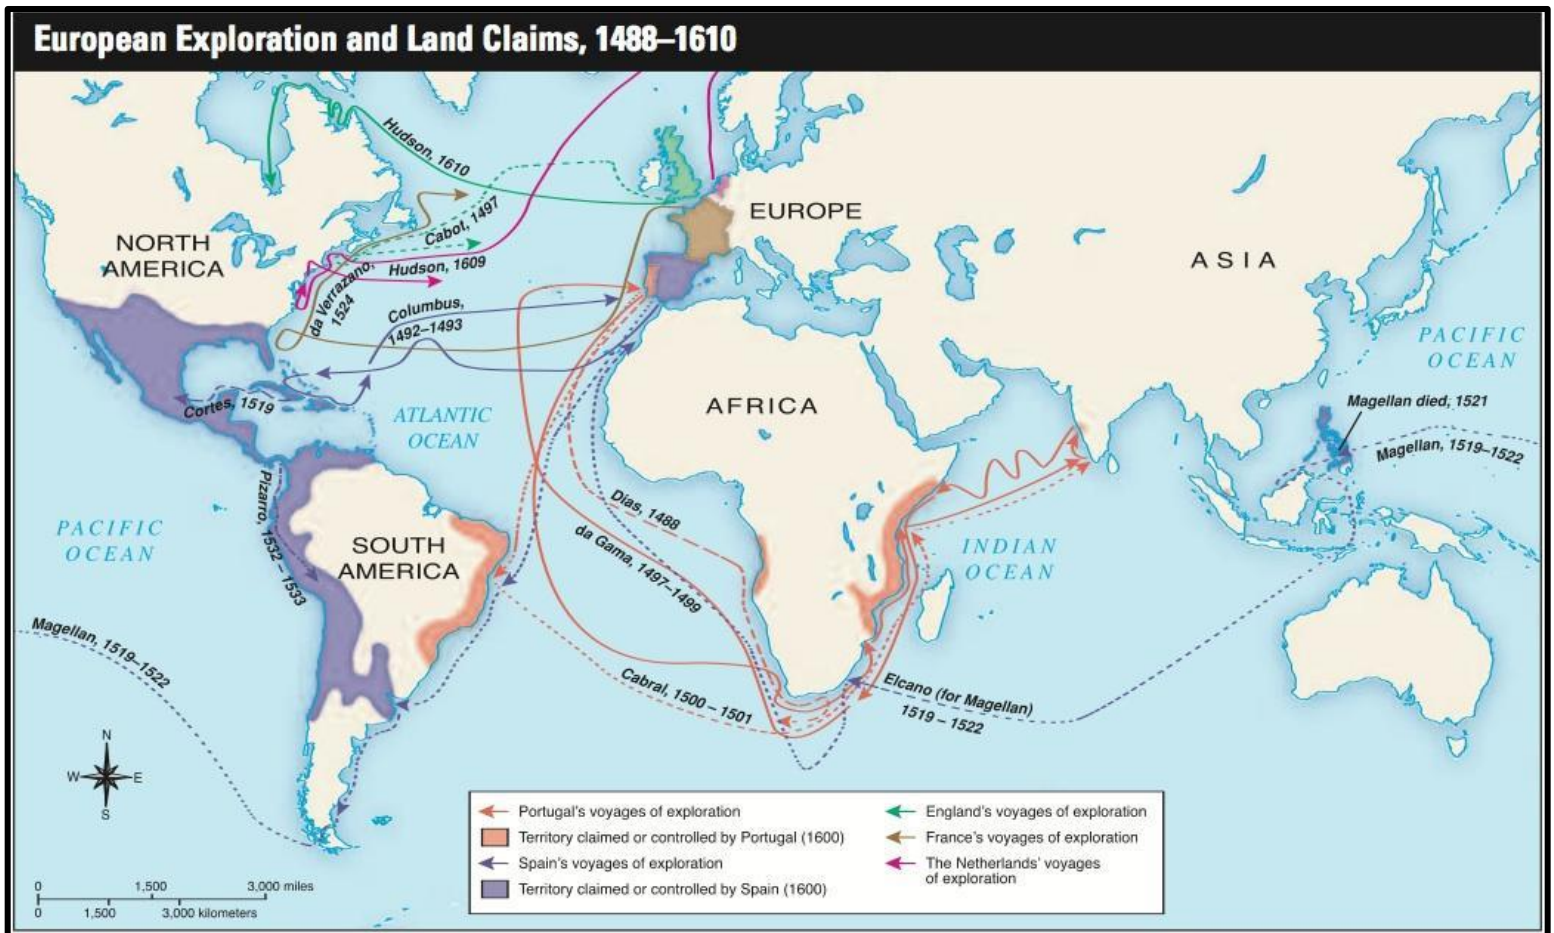 European Exploration and Land Claims, 1488–1610
Hudson, 1610
Cabot, 1497
Hudson, 1609
da Verrazano,
1524
Columbus,
1492–1493
NORTH
AMERICA
EUROPE
ASIA
PACIFIC
OCEAN
Cortes, 1519
ATLANTIC
OCEAN
AFRICA
Magellan died, 1521
Magellan, 1519–1522
Pizarro, 1532 – 1533
PACIFIC
OCEAN
SOUTH
AMERICA
Dias, 1488
da Gama, 1497–1499
INDIAN
OCEAN
Magellan, 1519–1522
Cabral, 1500 – 1501
Elcano (for Magellan)
1519 – 1522
N
W
E
S
0 1,500 3,000 miles
0 1,500 3,000 kilometers
Portugal's voyages of exploration
Territory claimed or controlled by Portugal (1600)
Spain's voyages of exploration
Territory claimed or controlled by Spain (1600)
England's voyages of exploration
France's voyages of exploration
The Netherlands' voyages
of exploration